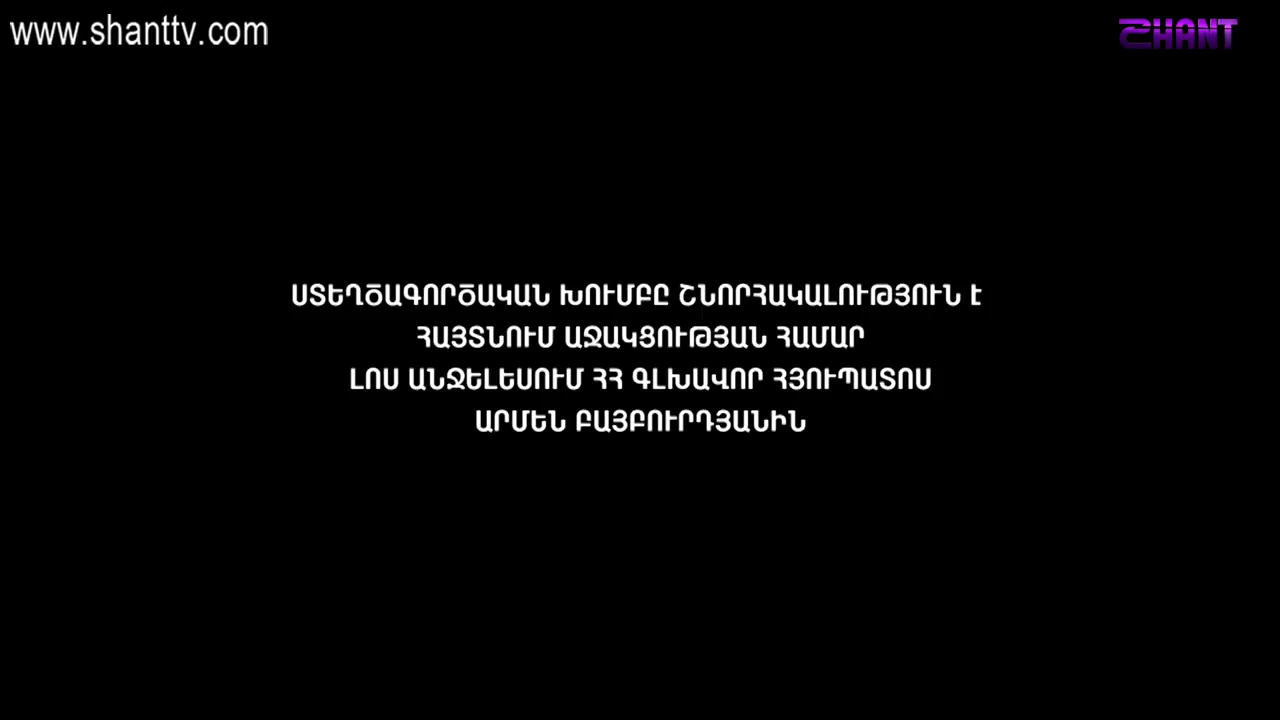 www.shanttv.com
SHANT
ՍՏԵՂԾԱԳՈՐԾԱԿԱՆ ԽՈՒՄԲԸ ՇՆՈՐՀԱԿԱԼՈՒԹՅՈՒՆ է
ՀԱՅՏՆՈՒՄ ԱՋԱԿՑՈՒԹՅԱՆ ՀԱՄԱՐ
ԼՈՍ ԱՆՋԵԼԵՍՈՒՄ ՀՀ ԳԼԽԱՎՈՐ ՀՅՈՒՊԱՏՈՍ
ԱՐՄԵՆ ԲԱՅԲՈՒՐԴՅԱՆԻՆ